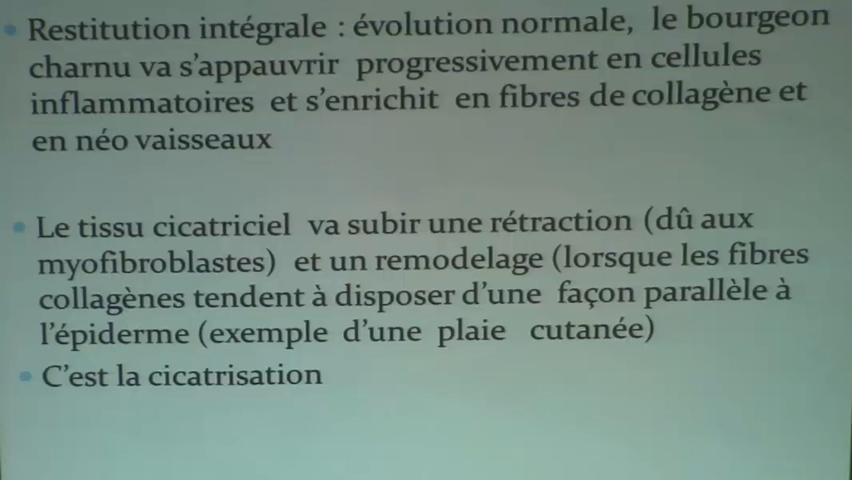 • Restitution intégrale : évolution normale, le bourgeon
charnu va s'appauvrir progressivement en cellules
inflammatoires et s'enrichit en fibres de collagène et
en néo vaisseaux
• Le tissu cicatriciel va subir une rétraction (dû aux
myofibroblastes) et un remodelage (lorsque les fibres
collagènes tendent à disposer d'une façon parallèle à
l'épiderme (exemple d'une plaie cutanée)
• C'est la cicatrisation